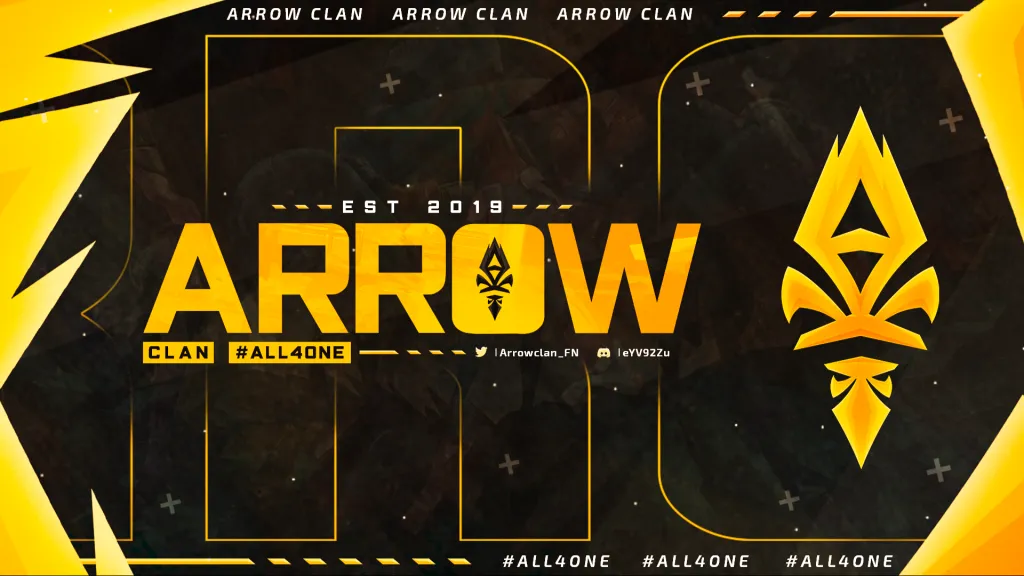 ARROW CLAN ARROW CLAN ARROW CLAN
EST 2019
ARROW
CLAN #ALL4ONE |Arrowclan_FN |eYV92Zu
#ALL4ONE #ALL4ONE #ALL4ONE